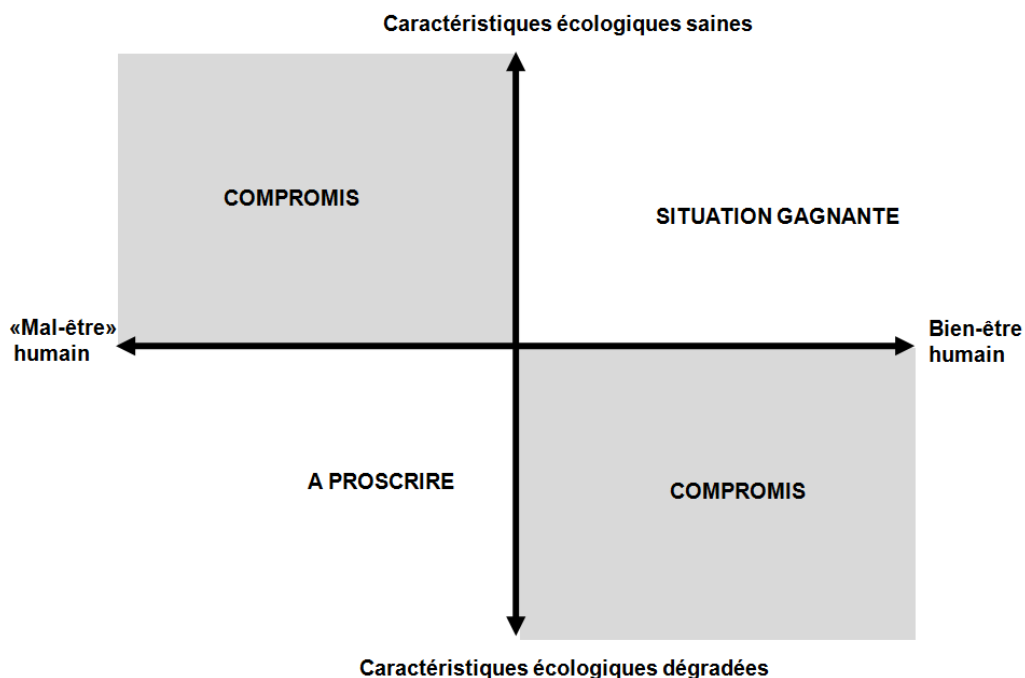 Caractéristiques écologiques saines
COMPROMIS
SITUATION GAGNANTE
«Mal-être»
humain
Bien-être
humain
A PROSCRIRE
COMPROMIS
Caractéristiques écologiques dégradées